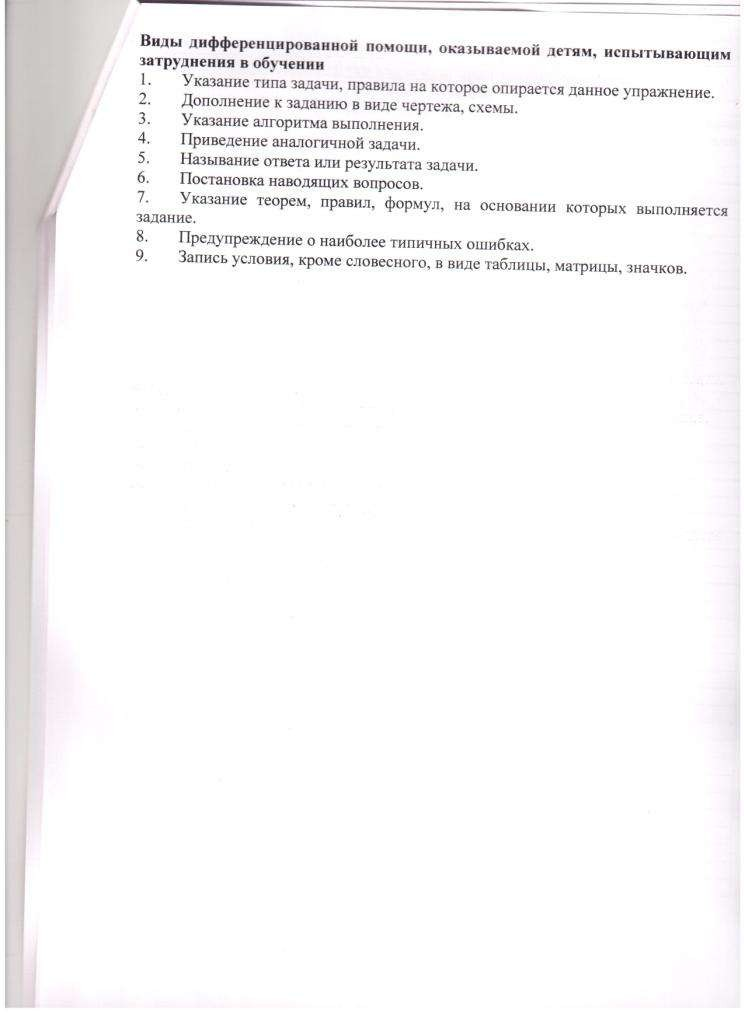 Виды дифференцированной помощи, оказываемой детям, испытывающим
затруднения в обучении
1. Указание типа задачи, правила на которое опирается данное упражнение.
2. Дополнение к заданию в виде чертежа, схемы.
3. Указание алгоритма выполнения.
4. Приведение аналогичной задачи.
5. Называние ответа или результата задачи.
6. Постановка наводящих вопросов.
7. Указание теорем, правил, формул, на основании которых выполняется
задание.
8. Предупреждение о наиболее типичных ошибках.
9. Запись условия, кроме словесного, в виде таблицы, матрицы, значков.